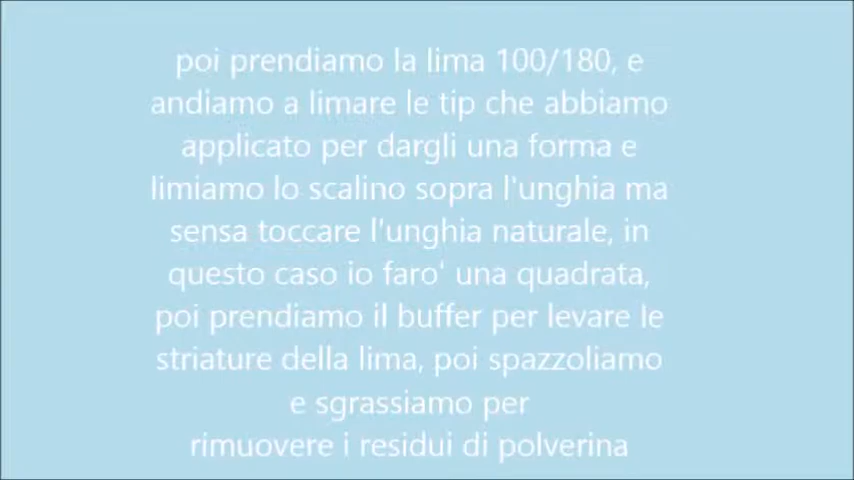 poi prendiamo la lima 100/180, e
andiamo a limare le tip che abbiamo
applicato per dargli una forma e
limiamo lo scalino sopra l'unghia ma
sensa toccare l'unghia naturale, in
questo caso io faro' una quadrata,
poi prendiamo il buffer per levare le
striature della lima, poi spazzoliamo
e sgrassiamo per
rimuovere i residui di polverina